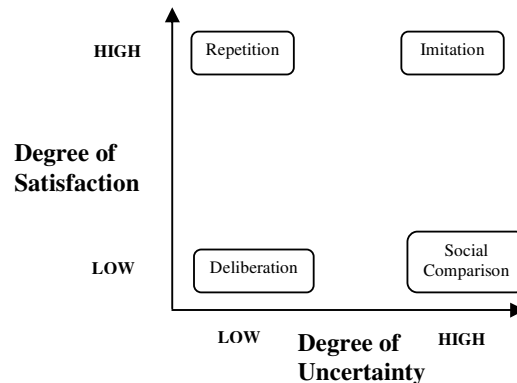 HIGH
Repetition
Imitation
Degree of
Satisfaction
LOW
Deliberation
Social
Comparison
LOW
Degree of
Uncertainty
HIGH